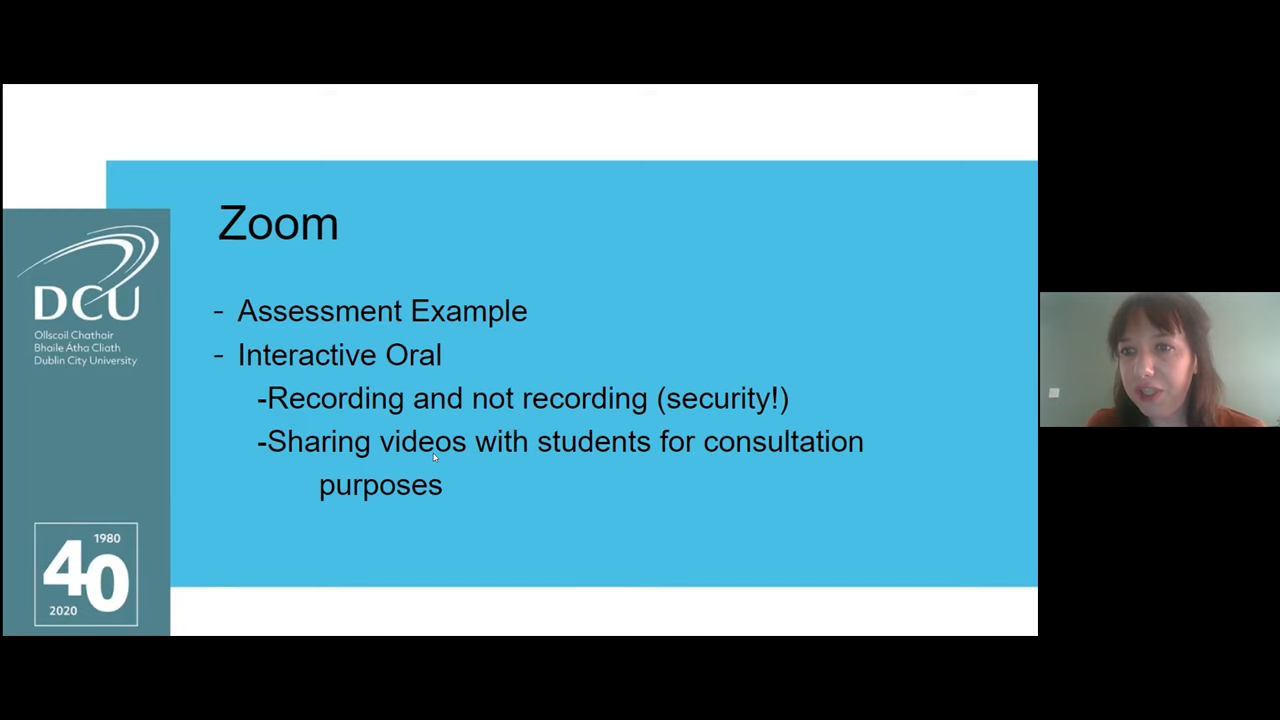 Zoom
- Assessment Example
- Interactive Oral
-Recording and not recording (security!)
-Sharing videos with students for consultation
purposes
DCU
Ollscoil Chathair
Bhaile Átha Cliath
Dublin City University
1980
40
2020